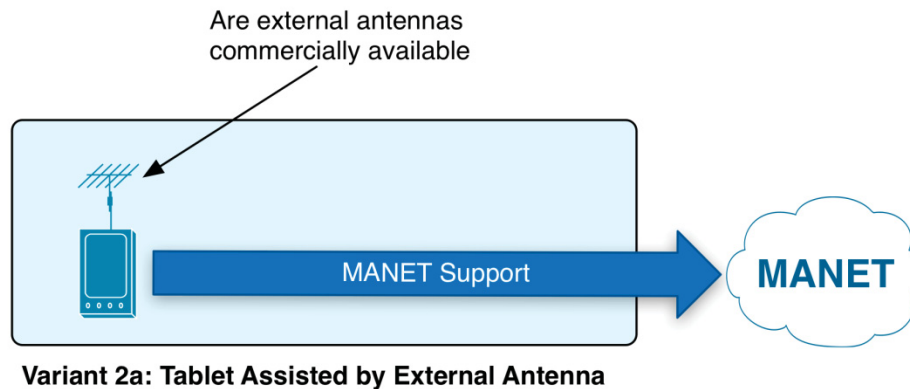 Are external antennas
commercially available
MANET Support
MANET
Variant 2a: Tablet Assisted by External Antenna